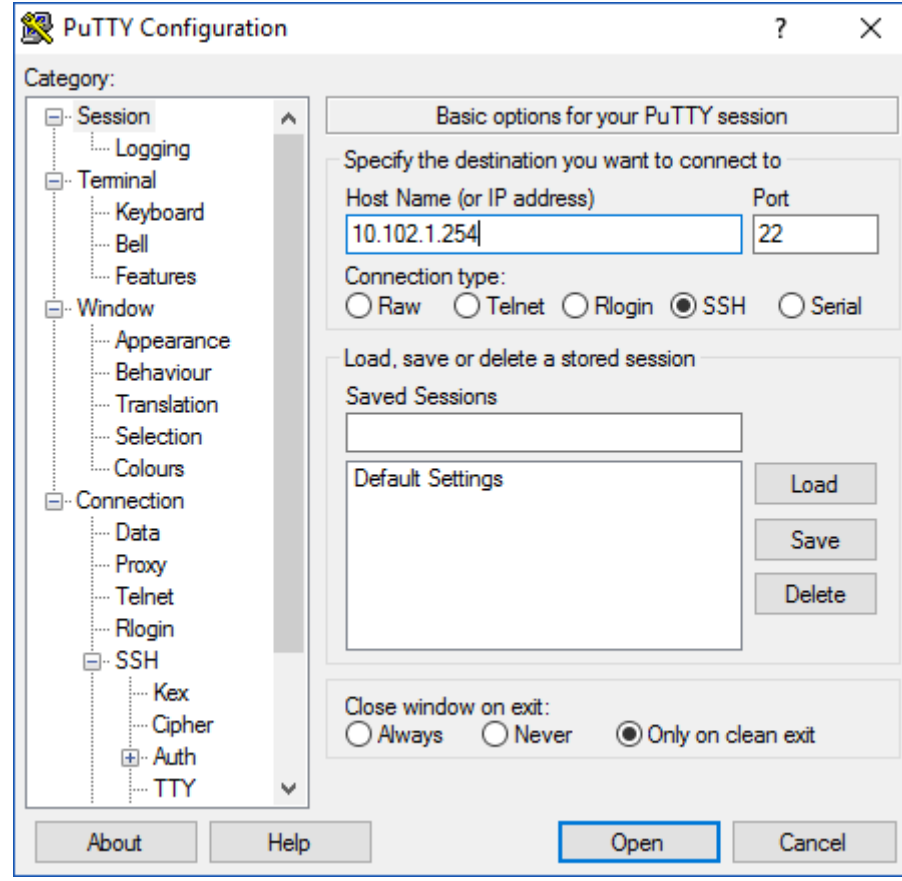 PuTTY Configuration
?
Category:
Session
Logging
Terminal
Keyboard
Bell
Features
Window
Appearance
Behaviour
Translation
Selection
Colours
Connection
Data
Proxy
Telnet
Rlogin
SSH
Kex
Cipher
Auth
TTY
Basic options for your PuTTY session
Specify the destination you want to connect to
Host Name (or IP address) Port
10.102.1.254 22
Connection type:
Raw Telnet Rlogin SSH Serial
Load, save or delete a stored session
Saved Sessions
Default Settings
Load
Save
Delete
Close window on exit:
Always Never Only on clean exit
About Help Open Cancel